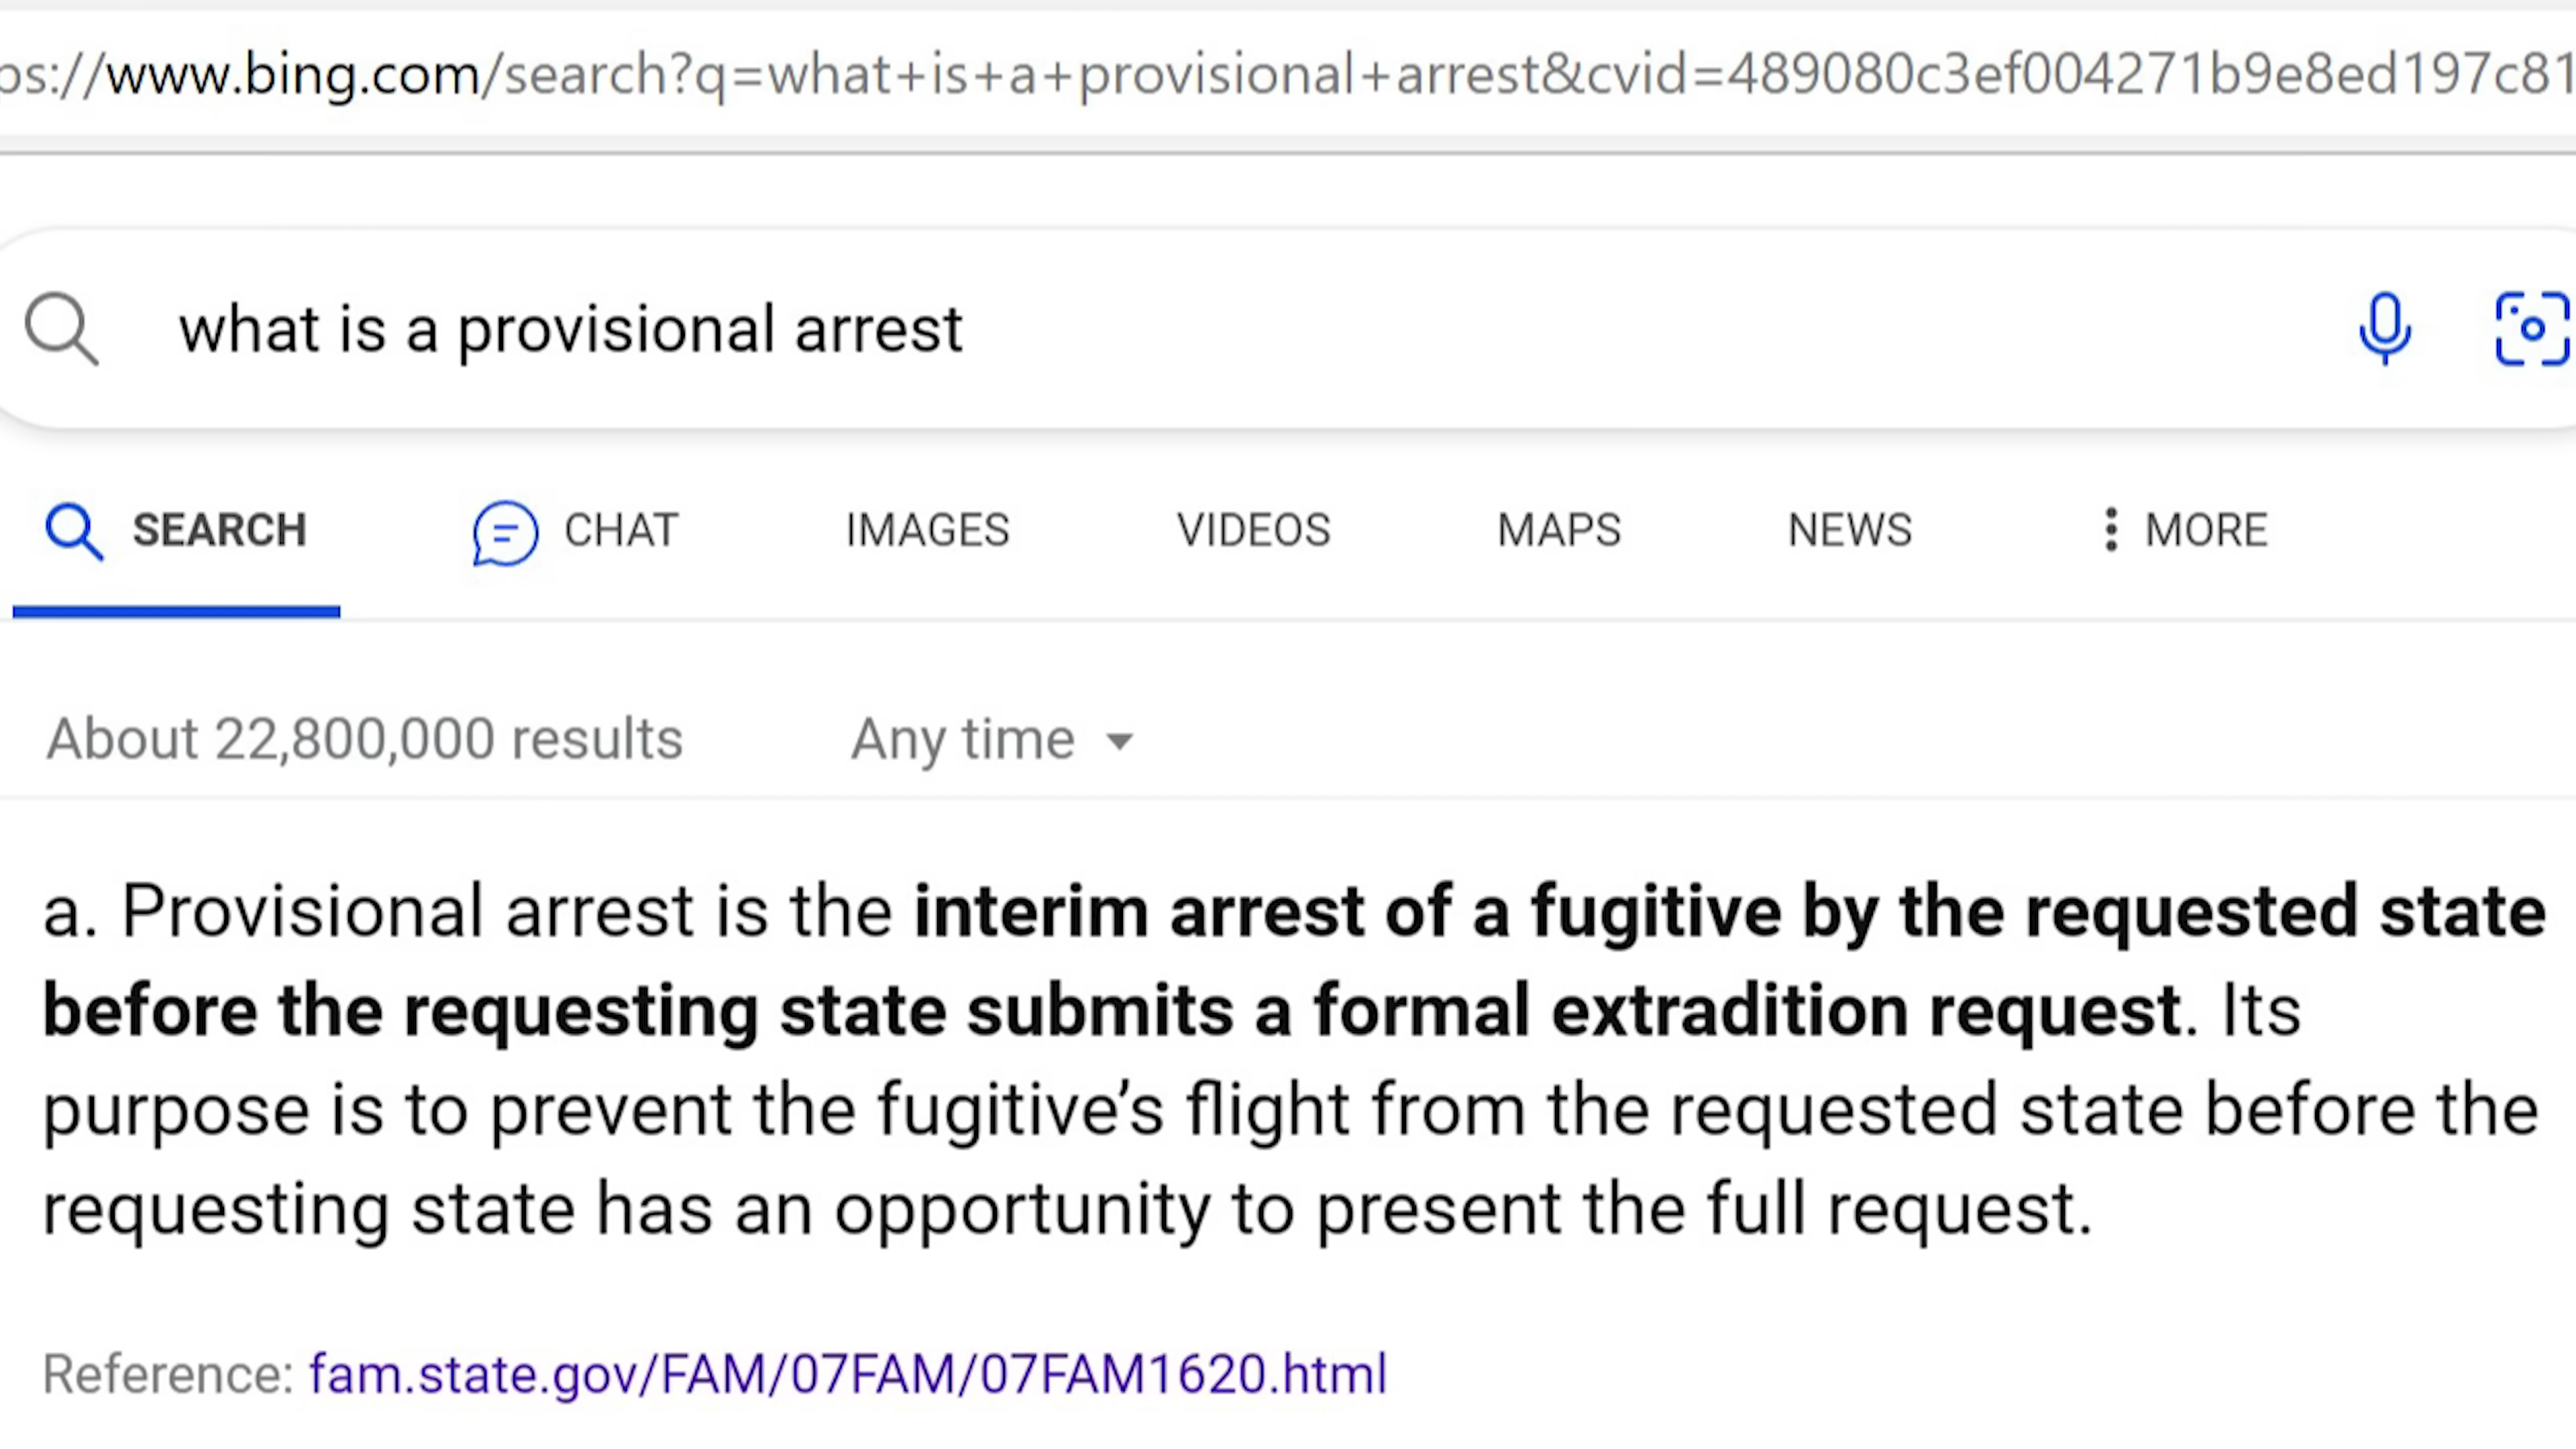 ps://www.bing.com/search?q=what+is+a+provisional+arrest&cvid=489080c3ef004271b9e8ed197c81
what is a provisional arrest
SEARCH CHAT IMAGES VIDEOS MAPS NEWS MORE
About 22,800,000 results Any time
a. Provisional arrest is the interim arrest of a fugitive by the requested state
before the requesting state submits a formal extradition request. Its
purpose is to prevent the fugitive’s flight from the requested state before the
requesting state has an opportunity to present the full request.
Reference: fam.state.gov/FAM/07FAM/07FAM1620.html